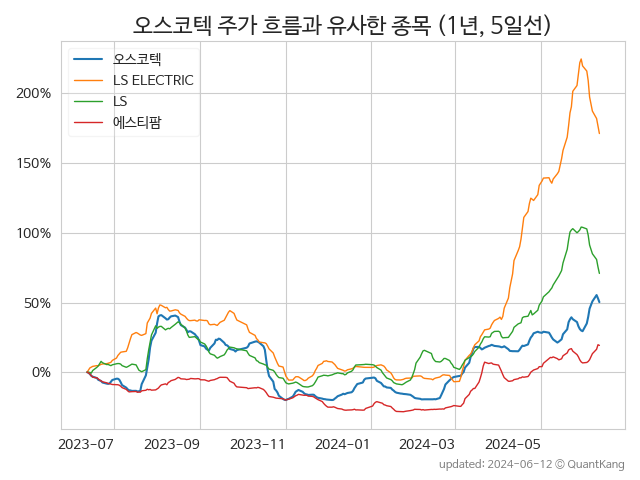 오스코텍 주가 흐름과 유사한 종목 (1년, 5일선)
오스코텍
LS ELECTRIC
LS
에스티팜
200%
150%
100%
50%
0%
2023-07 2023-09 2023-11 2024-01 2024-03 2024-05
updated: 2024-06-12 © QuantKang